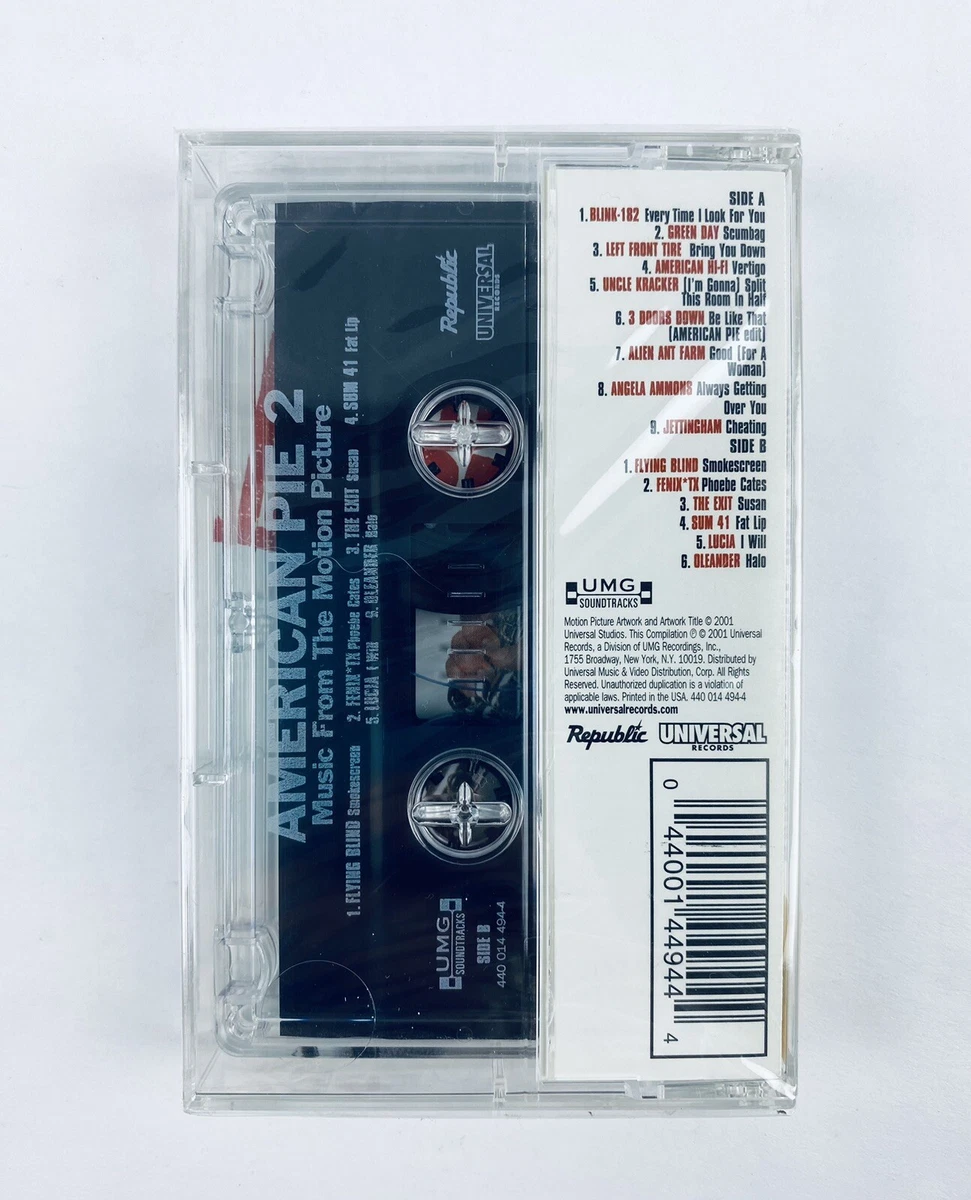 AMERICAN PIE 2
Music From The Motion Picture
1. FLYING BLIND Smokescreen 2. FENIX*TX Phoebe Cates 3. THE EXIT Susan 4. SUM 41 Fat Lip
5. LUCIA I Will 6. OLEANDER Halo
UMG
SOUNDTRACKS
SIDE B
440 014 494-4
Republic
UNIVERSAL
RECORDS
SIDE A
1. BLINK-182 Every Time I Look For You
2. GREEN DAY Scumbag
3. LEFT FRONT TIRE Bring You Down
4. AMERICAN HI-FI Vertigo
5. UNCLE KRACKER (I'm Gonna) Split
This Room In Half
6. 3 DOORS DOWN Be Like That
(AMERICAN PIE edit)
7. ALIEN ANT FARM Good (For A
Woman)
8. ANGELA AMMONS Always Getting
Over You
9. JETTINGHAM Cheating
SIDE B
1. FLYING BLIND Smokescreen
2. FENIX*TX Phoebe Cates
3. THE EXIT Susan
4. SUM 41 Fat Lip
5. LUCIA I Will
6. OLEANDER Halo
UMG
SOUNDTRACKS
Motion Picture Artwork and Artwork Title © 2001
Universal Studios. This Compilation ℗ © 2001 Universal
Records, a Division of UMG Recordings, Inc.,
1755 Broadway, New York, N.Y. 10019. Distributed by
Universal Music & Video Distribution, Corp. All Rights
Reserved. Unauthorized duplication is a violation of
applicable laws. Printed in the USA. 440 014 494-4
www.universalrecords.com
Republic UNIVERSAL
RECORDS
0 44001 44944 4